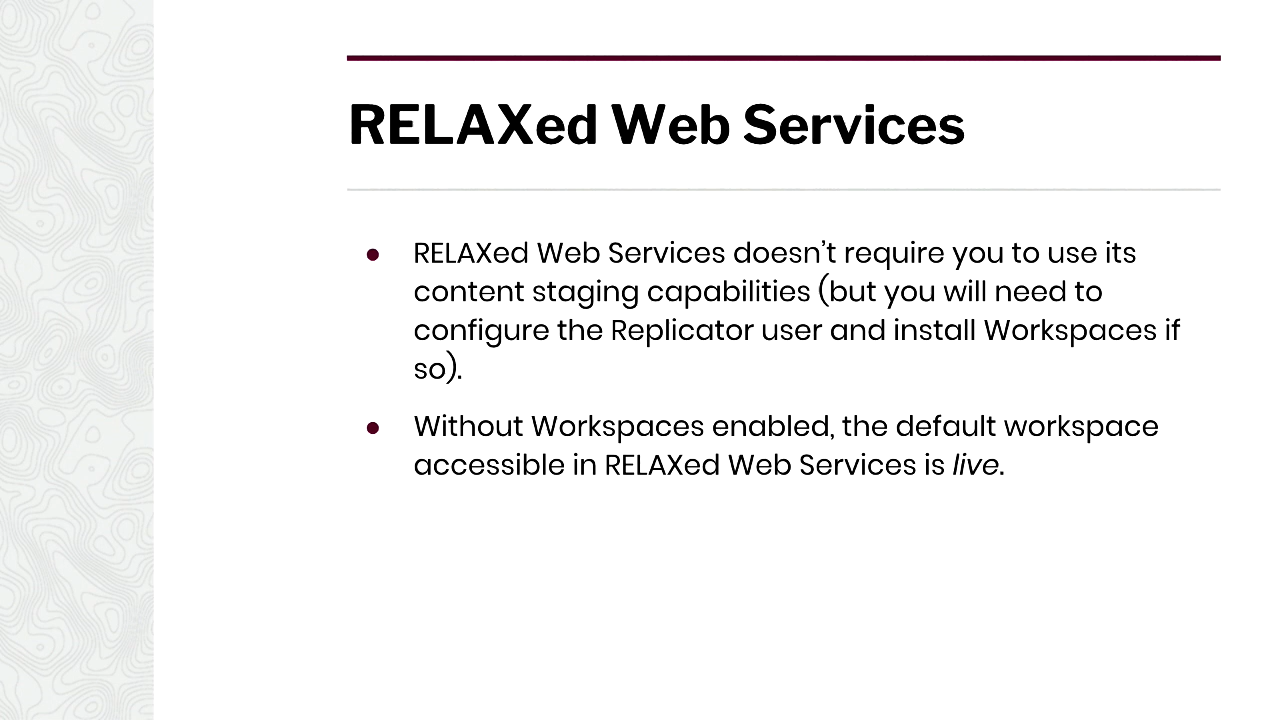 RELAXed Web Services
● RELAXed Web Services doesn’t require you to use its
content staging capabilities (but you will need to
configure the Replicator user and install Workspaces if
so).
● Without Workspaces enabled, the default workspace
accessible in RELAXed Web Services is live.